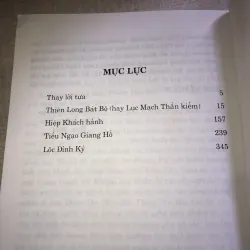 MỤC LỤC
Thay lời tựa 5
Thiên Long Bát Bộ (hay Lục Mạch Thần kiếm) 15
Hiệp Khách hành 157
Tiếu Ngạo Giang Hồ 239
Lộc Đỉnh Ký 345